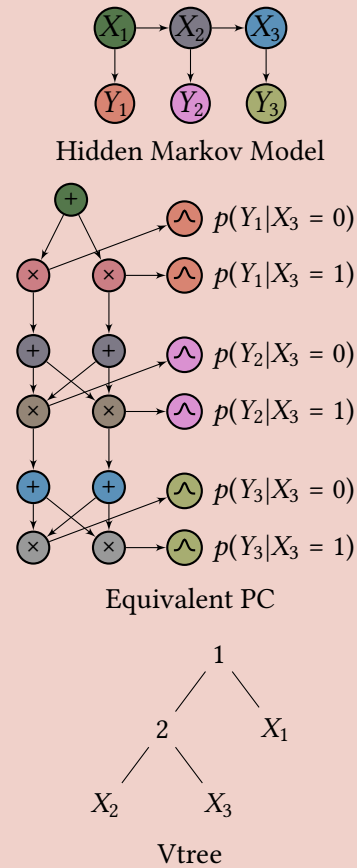 X₁ X₂ X₃
Y₁ Y₂ Y₃
Hidden Markov Model
+
p(Y₁|X₃ = 0)
× × p(Y₁|X₃ = 1)
+ + p(Y₂|X₃ = 0)
× × p(Y₂|X₃ = 1)
+ + p(Y₃|X₃ = 0)
× × p(Y₃|X₃ = 1)
Equivalent PC
1
2 X₁
X₂ X₃
Vtree